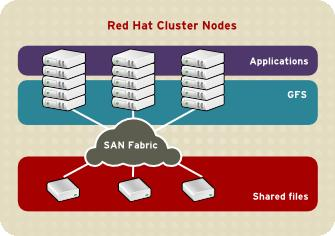 Red Hat Cluster Nodes
Applications
GFS
SAN Fabric
Shared files